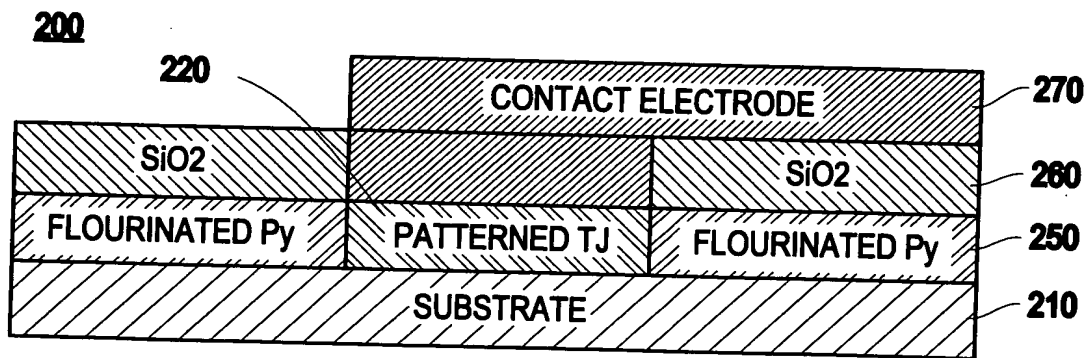 200
220
CONTACT ELECTRODE
270
SiO2
SiO2
260
FLOURINATED Py
PATTERNED TJ
FLOURINATED Py
250
SUBSTRATE
210